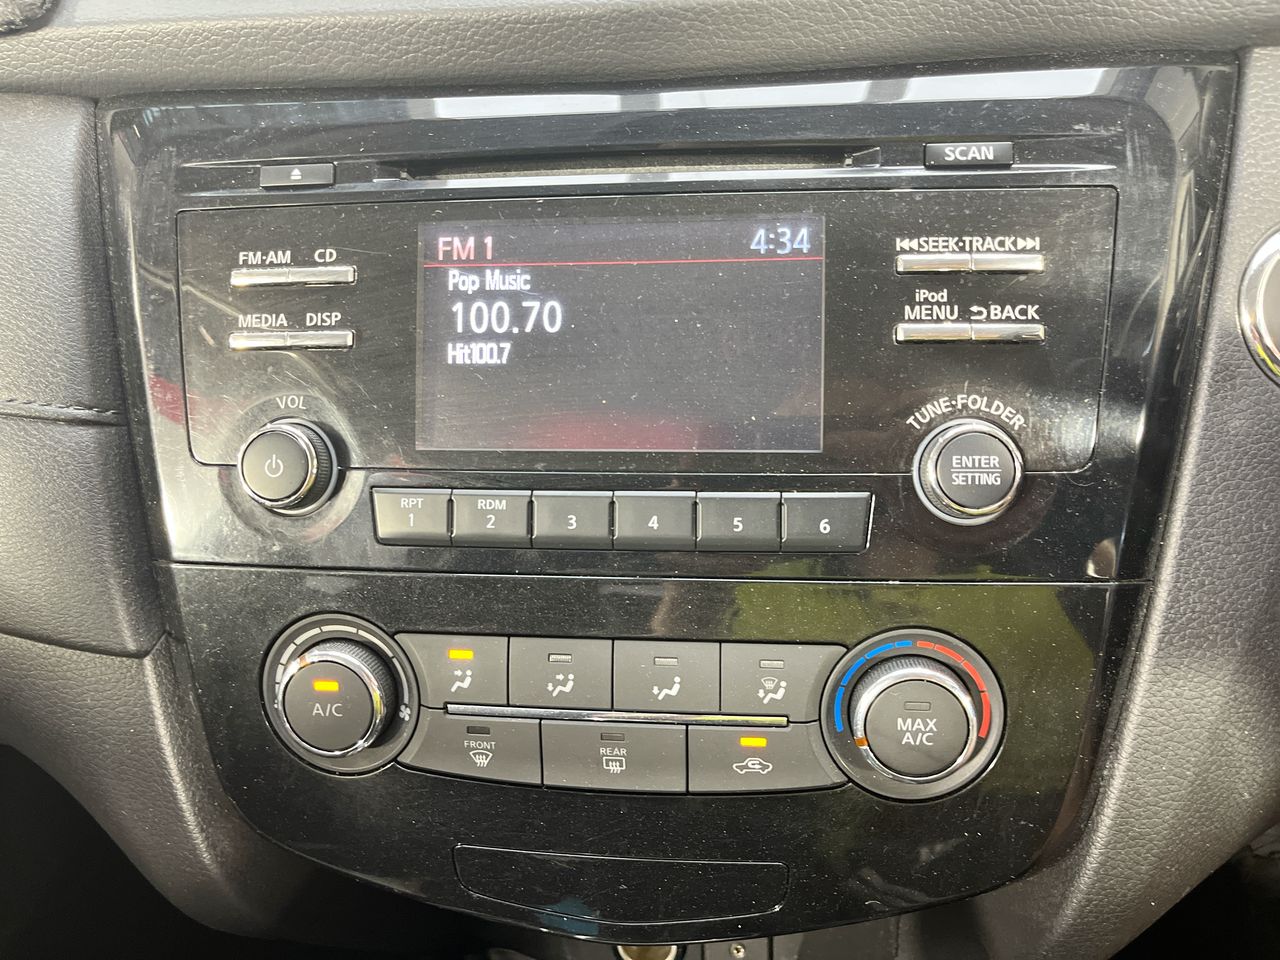 SCAN
FM·AM CD
MEDIA DISP
VOL
FM 1 4:34
Pop Music
100.70
Hit100.7
SEEK·TRACK
iPod
MENU BACK
TUNE·FOLDER
ENTER
SETTING
RPT
1
RDM
2
3
4
5
6
A/C
FRONT
REAR
MAX
A/C